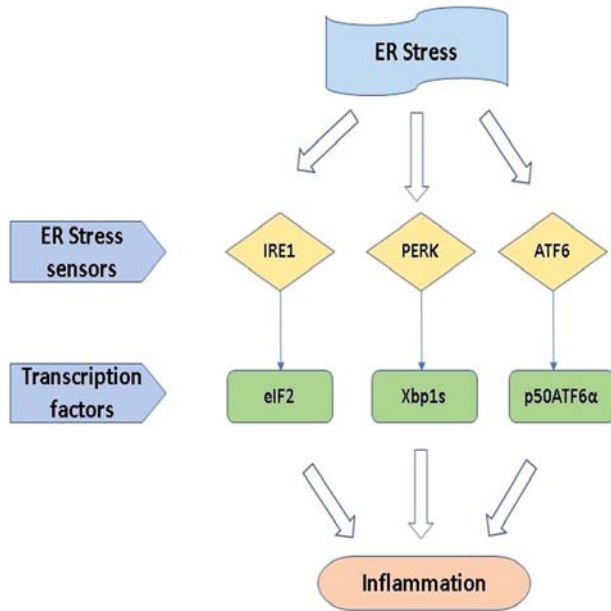 ER Stress
ER Stress
sensors
IRE1
PERK
ATF6
Transcription
factors
eIF2
Xbp1s
p50ATF6α
Inflammation